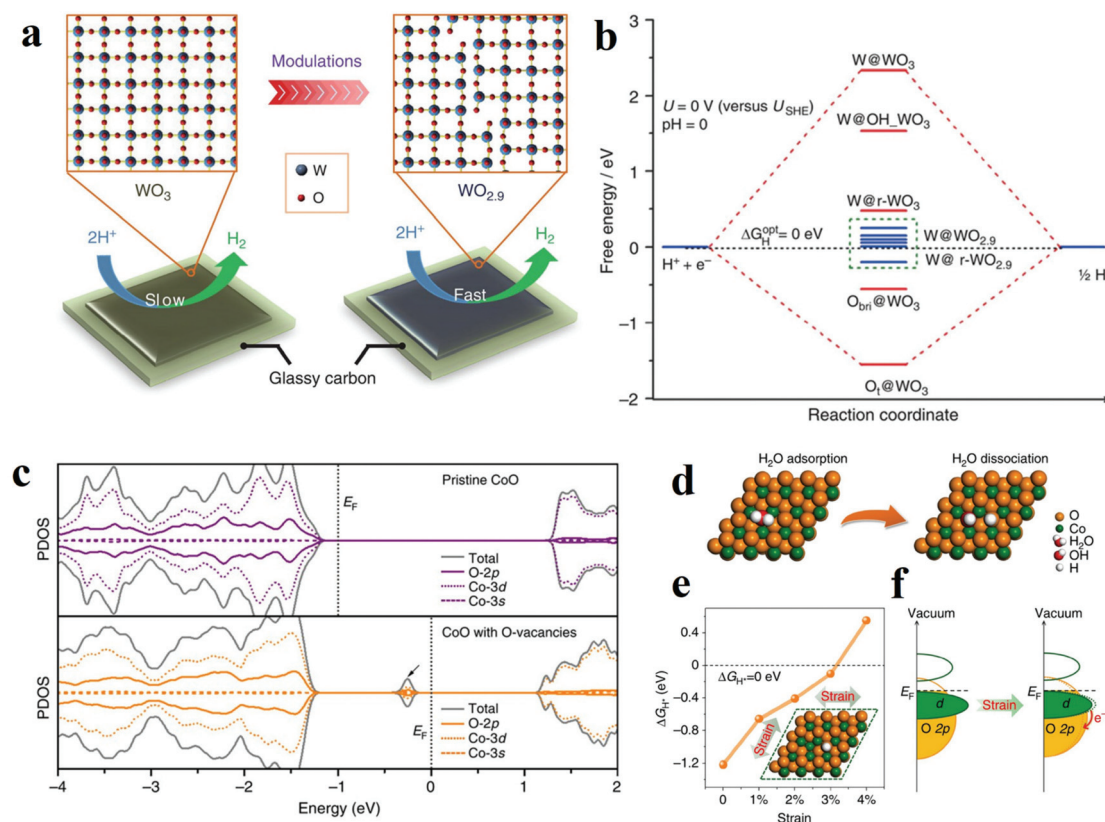 a
Modulations
W
O
WO3
WO2.9
2H+
H2
Slow
2H+
H2
Fast
Glassy carbon
b
3
2
1
0
−1
−2
Free energy / eV
U = 0 V (versus USHE)
pH = 0
W@WO3
W@OH_WO3
W@r-WO3
ΔGHopt= 0 eV
W@WO2.9
W@ r-WO2.9
H+ + e−
½ H
Obri@WO3
Ot@WO3
Reaction coordinate
c
PDOS
Pristine CoO
EF
Total
O-2p
Co-3d
Co-3s
PDOS
CoO with O-vacancies
EF
Total
O-2p
Co-3d
Co-3s
−4 −3 −2 −1 0 1 2
Energy (eV)
d
H2O adsorption
H2O dissociation
O
Co
H2O
OH
H
e
0.4
0
−0.4
−0.8
−1.2
ΔGH* (eV)
ΔGH*=0 eV
Strain
Strain
0 1% 2% 3% 4%
Strain
f
Vacuum
EF
d
O 2p
Strain
Vacuum
d
e−
O 2p